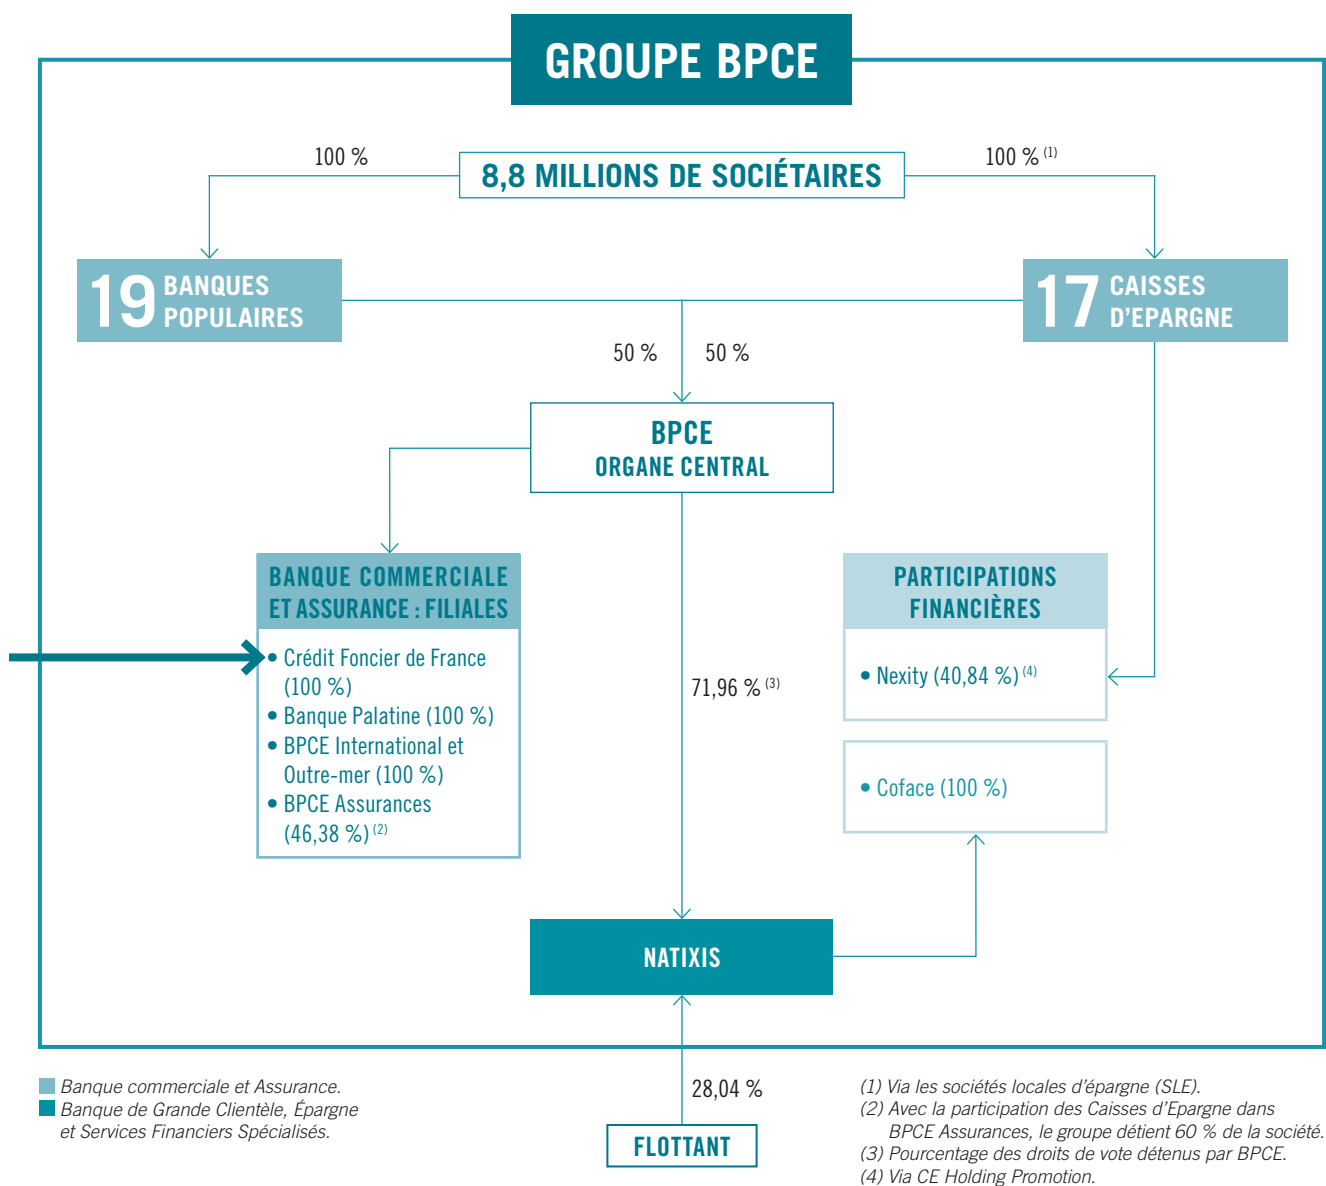 GROUPE BPCE
100 %
8,8 MILLIONS DE SOCIÉTAIRES
100 % (1)
19 BANQUES
POPULAIRES
17 CAISSES
D'EPARGNE
50 %
50 %
BPCE
ORGANE CENTRAL
BANQUE COMMERCIALE
ET ASSURANCE : FILIALES
• Crédit Foncier de France
(100 %)
• Banque Palatine (100 %)
• BPCE International et
Outre-mer (100 %)
• BPCE Assurances
(46,38 %) (2)
71,96 % (3)
PARTICIPATIONS
FINANCIÈRES
• Nexity (40,84 %) (4)
• Coface (100 %)
NATIXIS
28,04 %
FLOTTANT
Banque commerciale et Assurance.
Banque de Grande Clientèle, Épargne
et Services Financiers Spécialisés.
(1) Via les sociétés locales d'épargne (SLE).
(2) Avec la participation des Caisses d'Epargne dans
BPCE Assurances, le groupe détient 60 % de la société.
(3) Pourcentage des droits de vote détenus par BPCE.
(4) Via CE Holding Promotion.